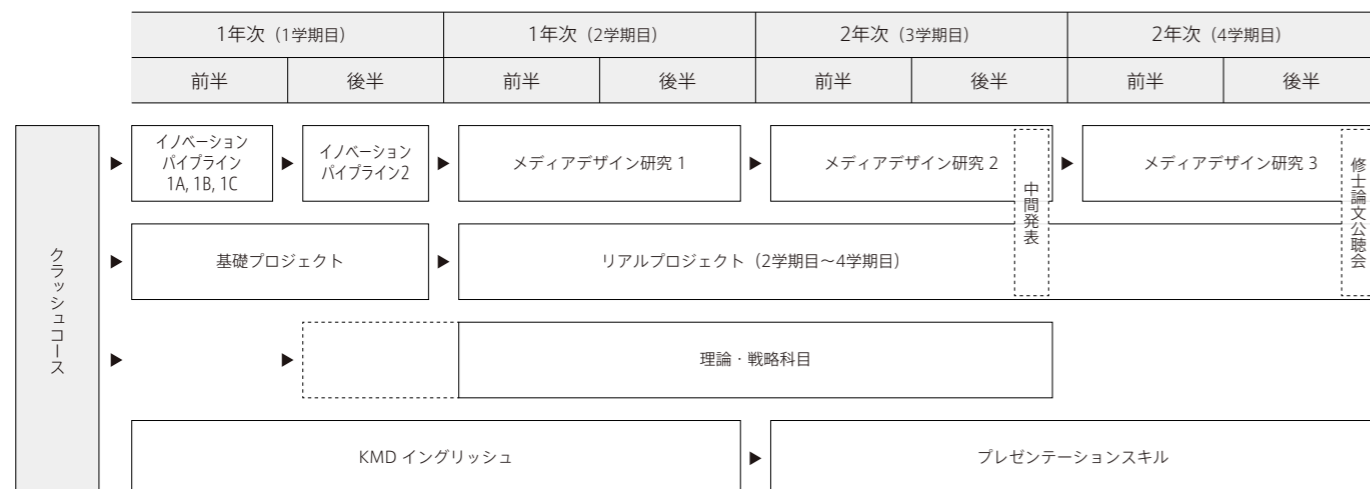 1年次（1学期目）
1年次（2学期目）
2年次（3学期目）
2年次（4学期目）
前半
後半
前半
後半
前半
後半
前半
後半
クラッシュコース
イノベーション
パイプライン
1A, 1B, 1C
イノベーション
パイプライン2
メディアデザイン研究 1
メディアデザイン研究 2
メディアデザイン研究 3
中間発表
修士論文公聴会
基礎プロジェクト
リアルプロジェクト（2学期目～4学期目）
理論・戦略科目
KMD イングリッシュ
プレゼンテーションスキル